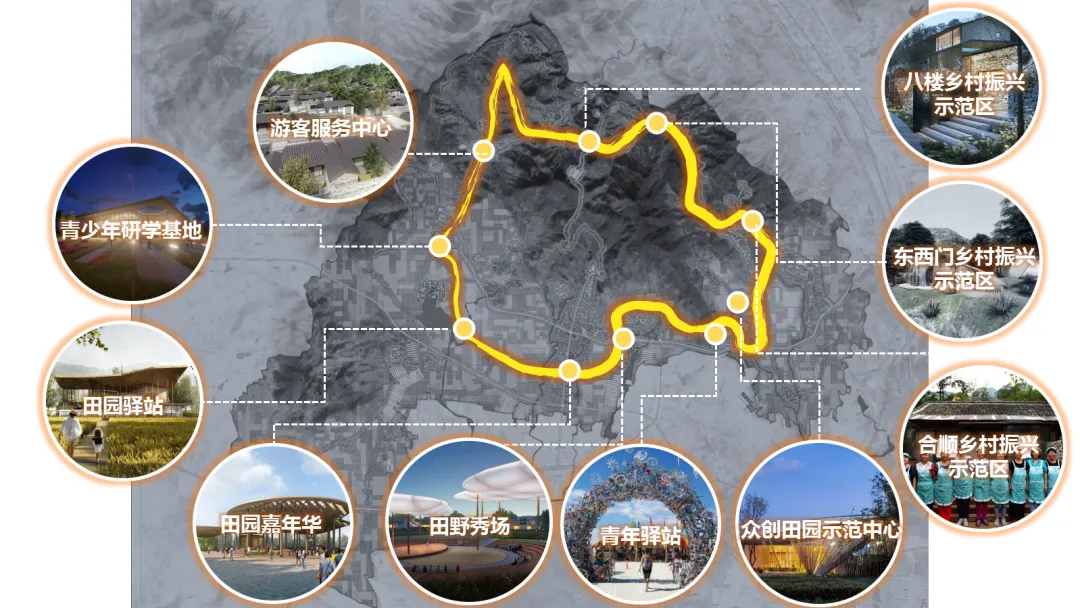 八楼乡村振兴
示范区
游客服务中心
青少年研学基地
东西门乡村振兴
示范区
田园驿站
合顺乡村振兴
示范区
田园嘉年华
田野秀场
青年驿站
众创田园示范中心